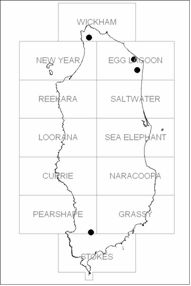 WICKHAM
NEW YEAR EGG LAGOON
REEKARA SALTWATER
LOORANA SEA ELEPHANT
CURRIE NARACOOPA
PEARSHAPE GRASSY
STOKES